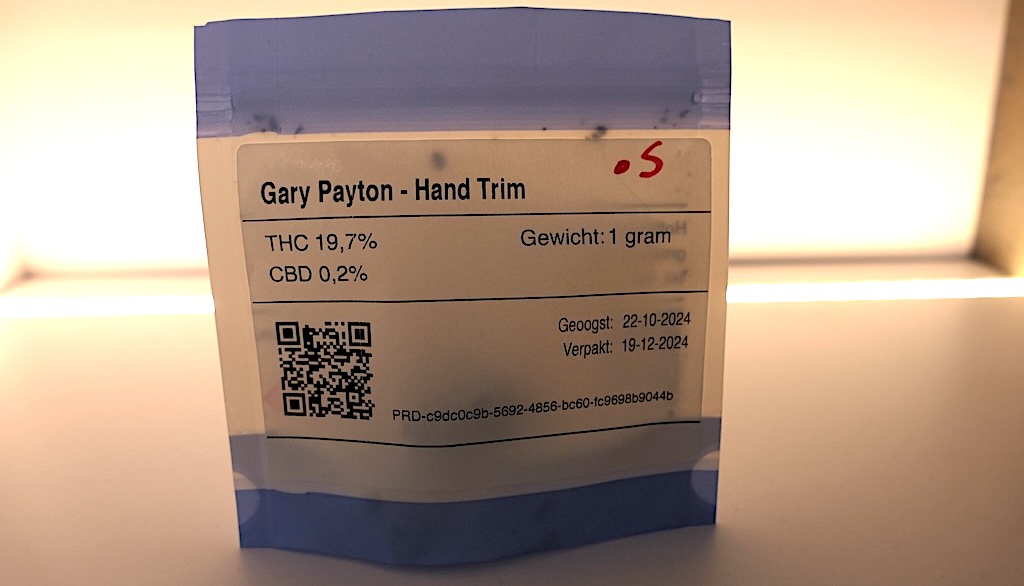 .5
Gary Payton - Hand Trim
THC 19,7% Gewicht: 1 gram
CBD 0,2%
Geoogst: 22-10-2024
Verpakt: 19-12-2024
PRD-c9dc0c9b-5692-4856-bc60-fc9698b9044b